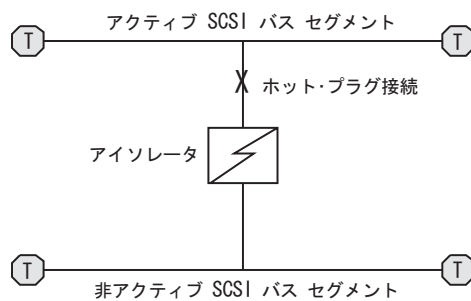 アクティブ SCSI バス セグメント
T
T
ホット・プラグ接続
アイソレータ
T
T
非アクティブ SCSI バス セグメント